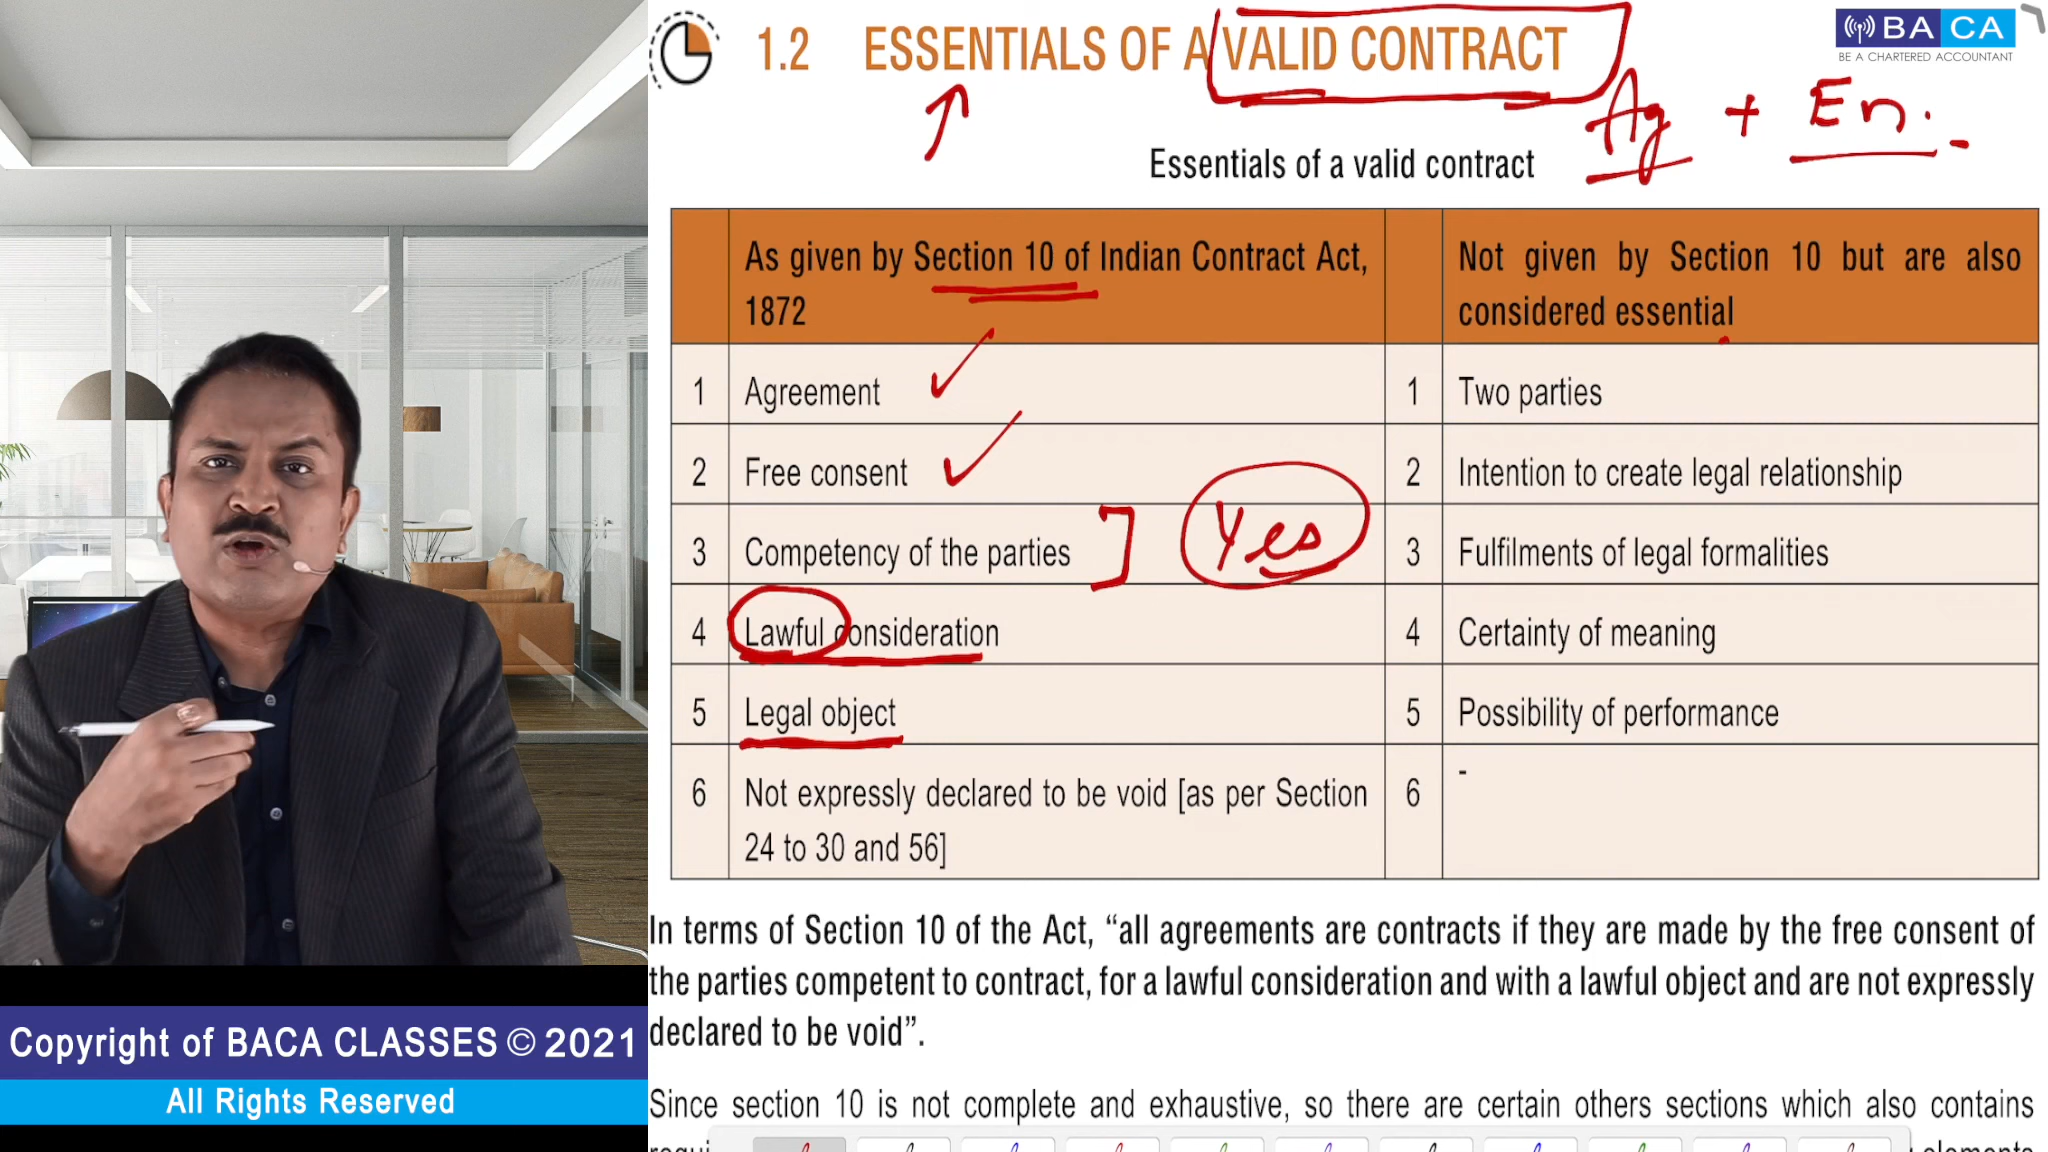 1.2 ESSENTIALS OF A VALID CONTRACT
BACA
BE A CHARTERED ACCOUNTANT
Ag + En.
Essentials of a valid contract
As given by Section 10 of Indian Contract Act, 1872
Not given by Section 10 but are also considered essential
1 Agreement 1 Two parties
2 Free consent 2 Intention to create legal relationship
3 Competency of the parties Yes 3 Fulfilments of legal formalities
4 Lawful consideration 4 Certainty of meaning
5 Legal object 5 Possibility of performance
6 Not expressly declared to be void [as per Section 24 to 30 and 56] 6 -
In terms of Section 10 of the Act, “all agreements are contracts if they are made by the free consent of
the parties competent to contract, for a lawful consideration and with a lawful object and are not expressly
declared to be void”.
Since section 10 is not complete and exhaustive, so there are certain others sections which also contains
Copyright of BACA CLASSES © 2021
All Rights Reserved